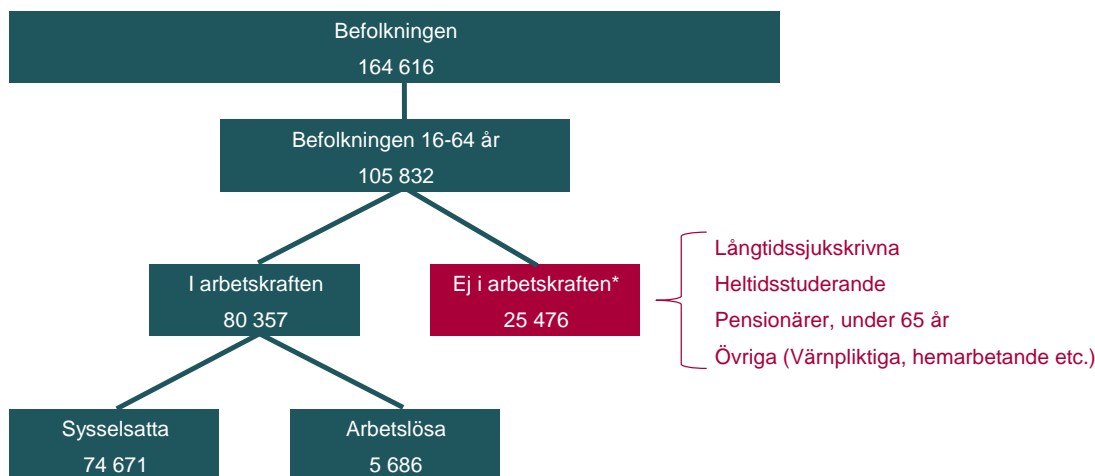 Befolkningen
164 616
Befolkningen 16-64 år
105 832
I arbetskraften
80 357
Ej i arbetskraften*
25 476
Långtidssjukskrivna
Heltidsstuderande
Pensionärer, under 65 år
Övriga (Värnpliktiga, hemarbetande etc.)
Sysselsatta
74 671
Arbetslösa
5 686